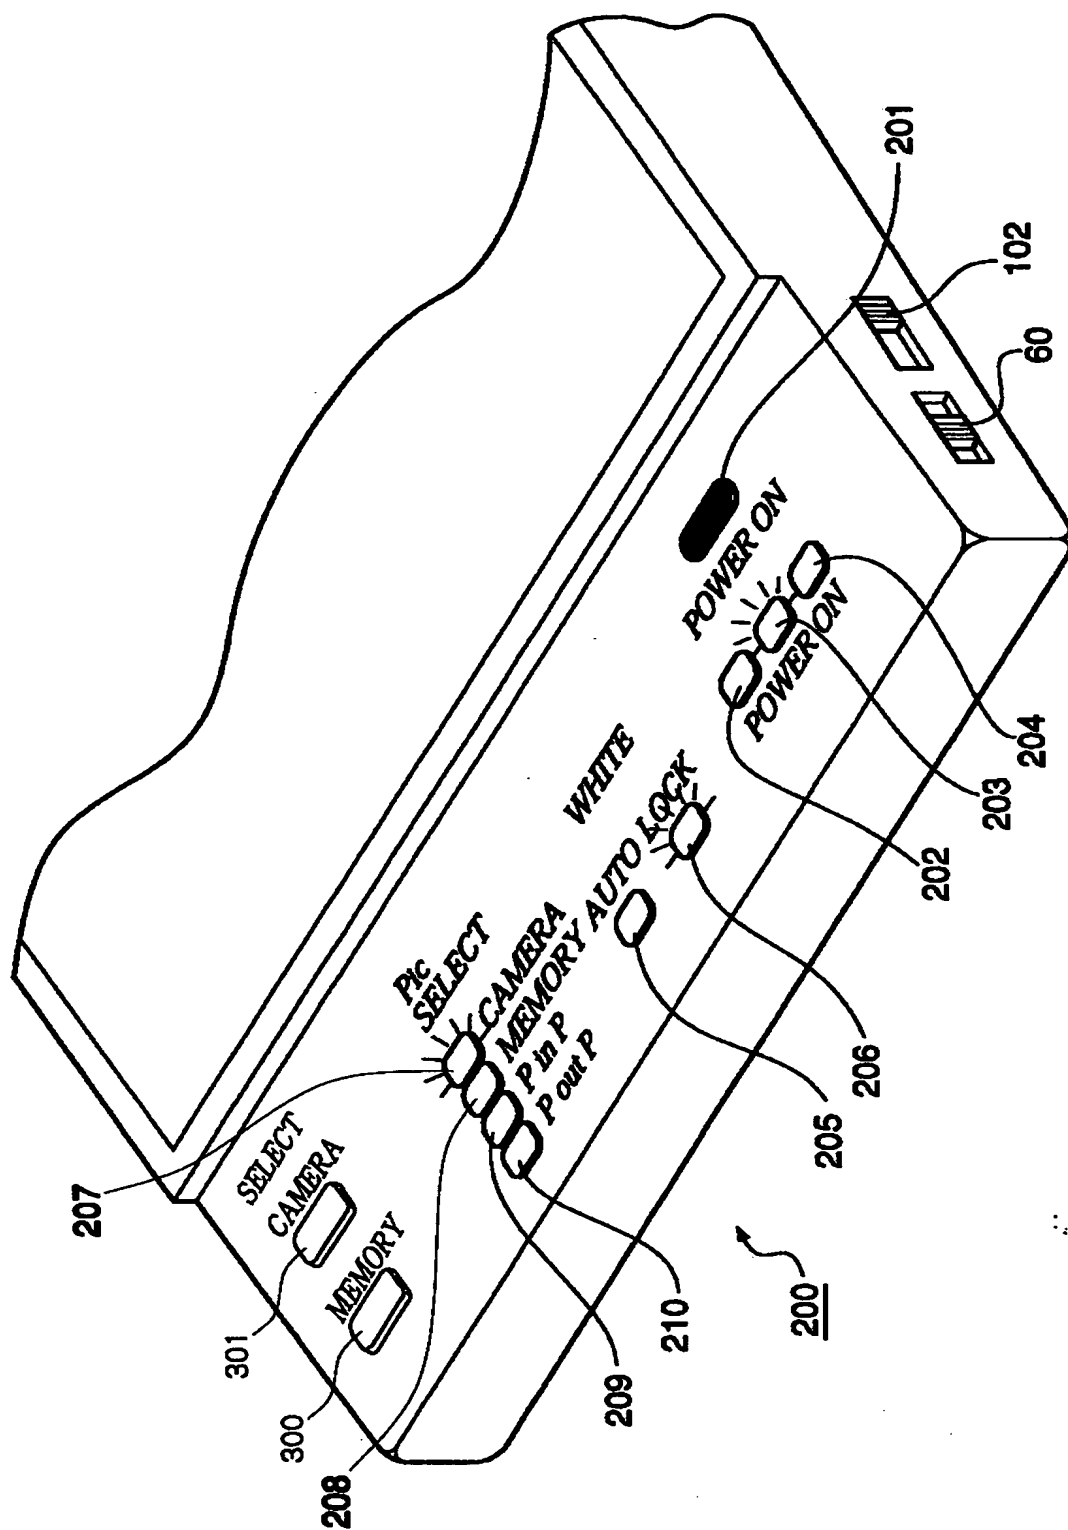 SELECT
CAMERA
MEMORY
Pic
SELECT
CAMERA
MEMORY
P in P
P out P
WHITE
AUTO LOCK
POWER ON
POWER ON
201
102
60
204
203
202
206
205
207
208
209
210
301
300
200